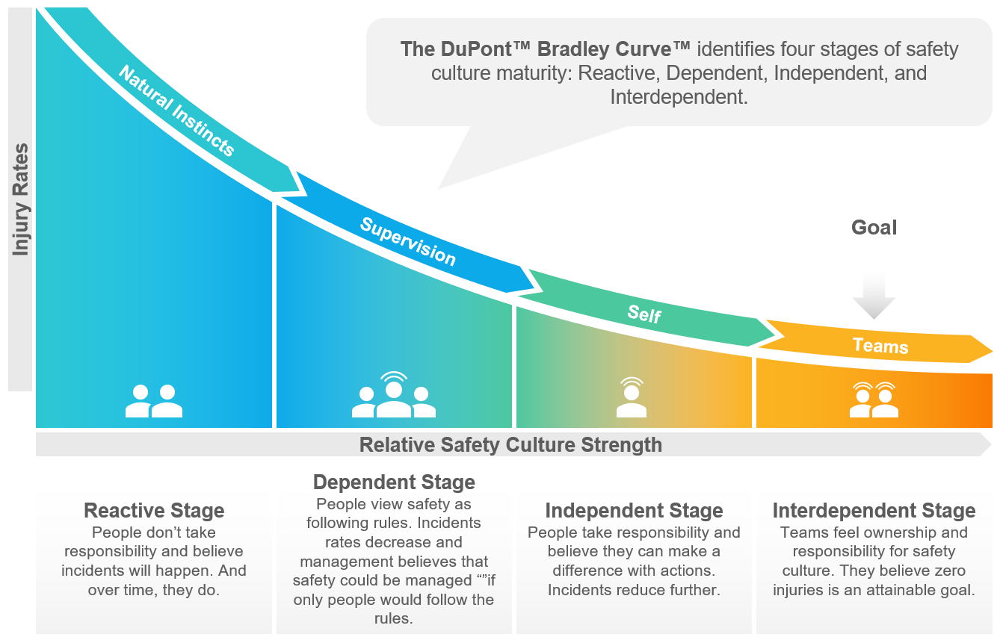 The DuPont™ Bradley Curve™ identifies four stages of safety
culture maturity: Reactive, Dependent, Independent, and
Interdependent.
Natural Instincts
Supervision
Self
Teams
Goal
Injury Rates
Relative Safety Culture Strength
Reactive Stage
People don’t take
responsibility and believe
incidents will happen. And
over time, they do.
Dependent Stage
People view safety as
following rules. Incidents
rates decrease and
management believes that
safety could be managed “”if
only people would follow the
rules.
Independent Stage
People take responsibility and
believe they can make a
difference with actions.
Incidents reduce further.
Interdependent Stage
Teams feel ownership and
responsibility for safety
culture. They believe zero
injuries is an attainable goal.